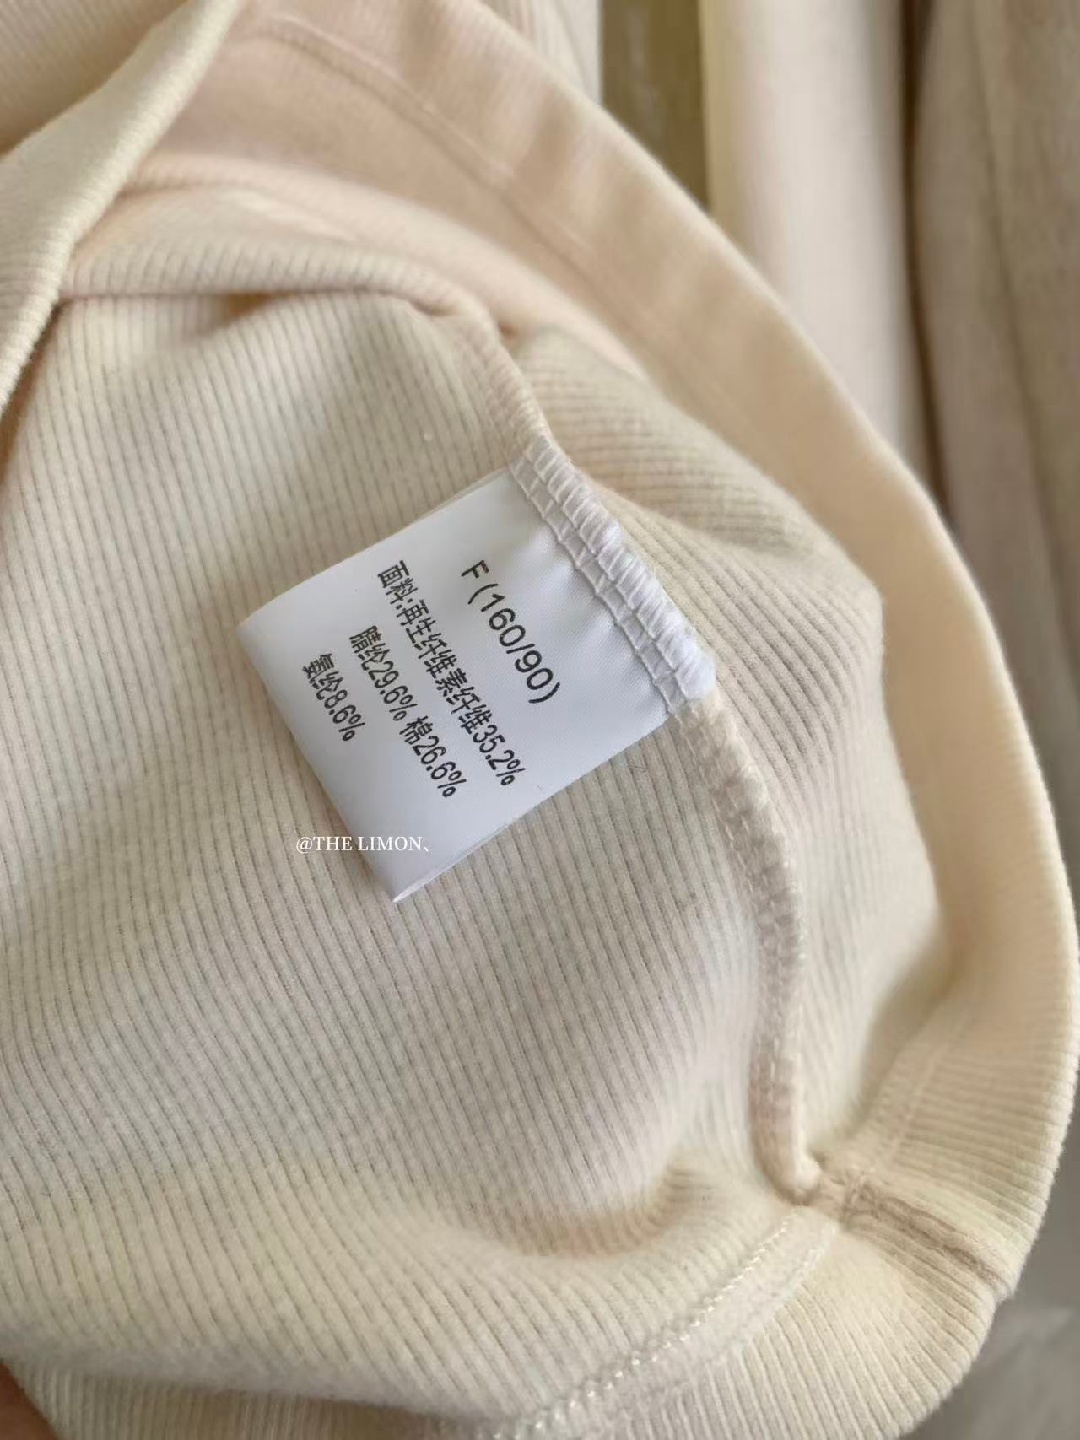 F(160/90)
面料:再生纤维素纤维35.2%
腈纶29.6% 棉26.6%
氨纶8.6%
@THE LIMON、